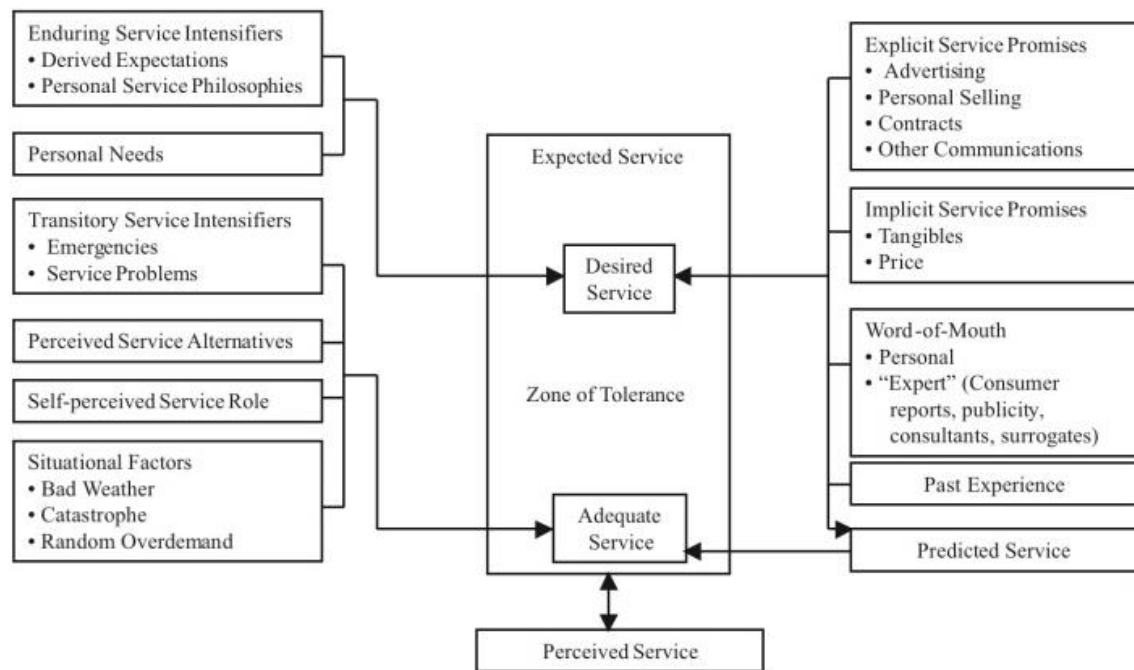 Enduring Service Intensifiers
• Derived Expectations
• Personal Service Philosophies
Personal Needs
Transitory Service Intensifiers
• Emergencies
• Service Problems
Perceived Service Alternatives
Self-perceived Service Role
Situational Factors
• Bad Weather
• Catastrophe
• Random Overdemand
Expected Service
Desired
Service
Zone of Tolerance
Adequate
Service
Perceived Service
Explicit Service Promises
• Advertising
• Personal Selling
• Contracts
• Other Communications
Implicit Service Promises
• Tangibles
• Price
Word-of-Mouth
• Personal
• “Expert” (Consumer
reports, publicity,
consultants, surrogates)
Past Experience
Predicted Service